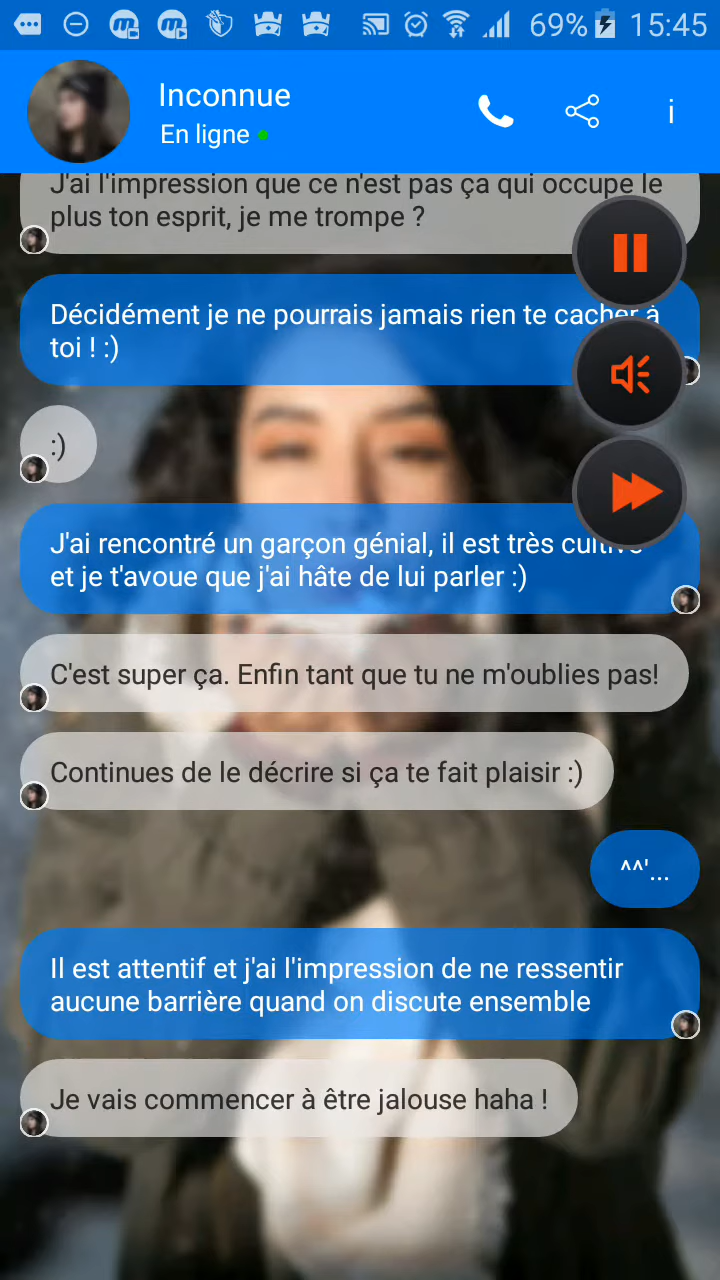 69% 15:45
Inconnue
En ligne
J'ai l'impression que ce n'est pas ça qui occupe le
plus ton esprit, je me trompe ?
Décidément je ne pourrais jamais rien te cacher à
toi ! :)
:)
J'ai rencontré un garçon génial, il est très cultivé
et je t'avoue que j'ai hâte de lui parler :)
C'est super ça. Enfin tant que tu ne m'oublies pas!
Continues de le décrire si ça te fait plaisir :)
^^'...
Il est attentif et j'ai l'impression de ne ressentir
aucune barrière quand on discute ensemble
Je vais commencer à être jalouse haha !